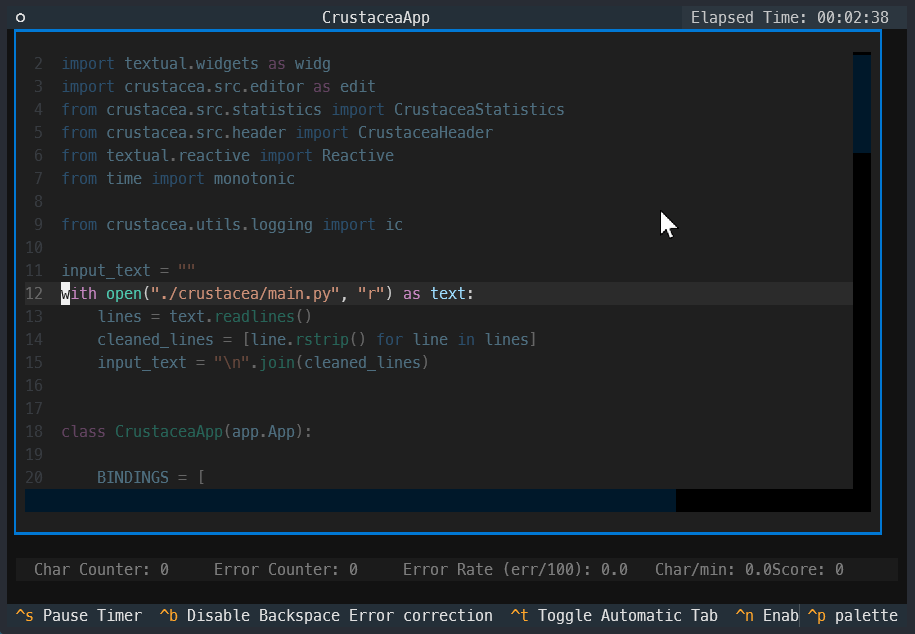 CrustaceaApp Elapsed Time: 00:02:38
2 import textual.widgets as widg
3 import crustacea.src.editor as edit
4 from crustacea.src.statistics import CrustaceaStatistics
5 from crustacea.src.header import CrustaceaHeader
6 from textual.reactive import Reactive
7 from time import monotonic
8
9 from crustacea.utils.logging import ic
10
11 input_text = ""
12 with open("./crustacea/main.py", "r") as text:
13     lines = text.readlines()
14     cleaned_lines = [line.rstrip() for line in lines]
15     input_text = "\n".join(cleaned_lines)
16
17
18 class CrustaceaApp(app.App):
19
20     BINDINGS = [
Char Counter: 0 Error Counter: 0 Error Rate (err/100): 0.0 Char/min: 0.0Score: 0
^s Pause Timer ^b Disable Backspace Error correction ^t Toggle Automatic Tab ^n Enab ^p palette